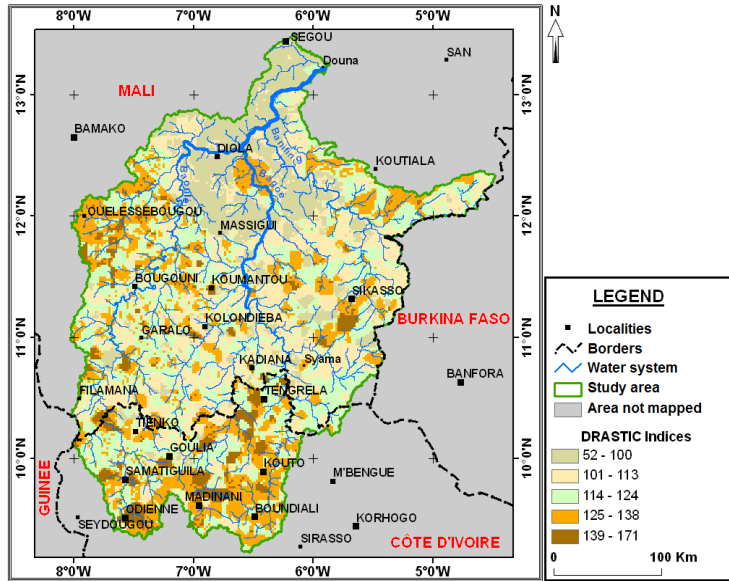 8°0'W 7°0'W 6°0'W 5°0'W
N
SEGOU
Douna
SAN
MALI
13°0'N 13°0'N
BAMAKO
DIOLA
Banifing
KOUTIALA
Baoulé
Bagoe
12°0'N 12°0'N
OUELESSEBOUGOU
MASSIGUI
BOUGOUNI
KOUMANTOU
SIKASSO
KOLONDIEBA
BURKINA FASO
11°0'N 11°0'N
GARALO
KADIANA
Syama
BANFORA
FILAMANA
TENGRELA
TIENKO
10°0'N 10°0'N
GOULIA
KOUTO
SAMATIGUILA
M'BENGUE
GUINEE
MADINANI
ODIENNE
BOUNDIALI
SEYDOUGOU
KORHOGO
SIRASSO
CÔTE D'IVOIRE
8°0'W 7°0'W 6°0'W 5°0'W
LEGEND
Localities
Borders
Water system
Study area
Area not mapped
DRASTIC Indices
52 - 100
101 - 113
114 - 124
125 - 138
139 - 171
0 100 Km